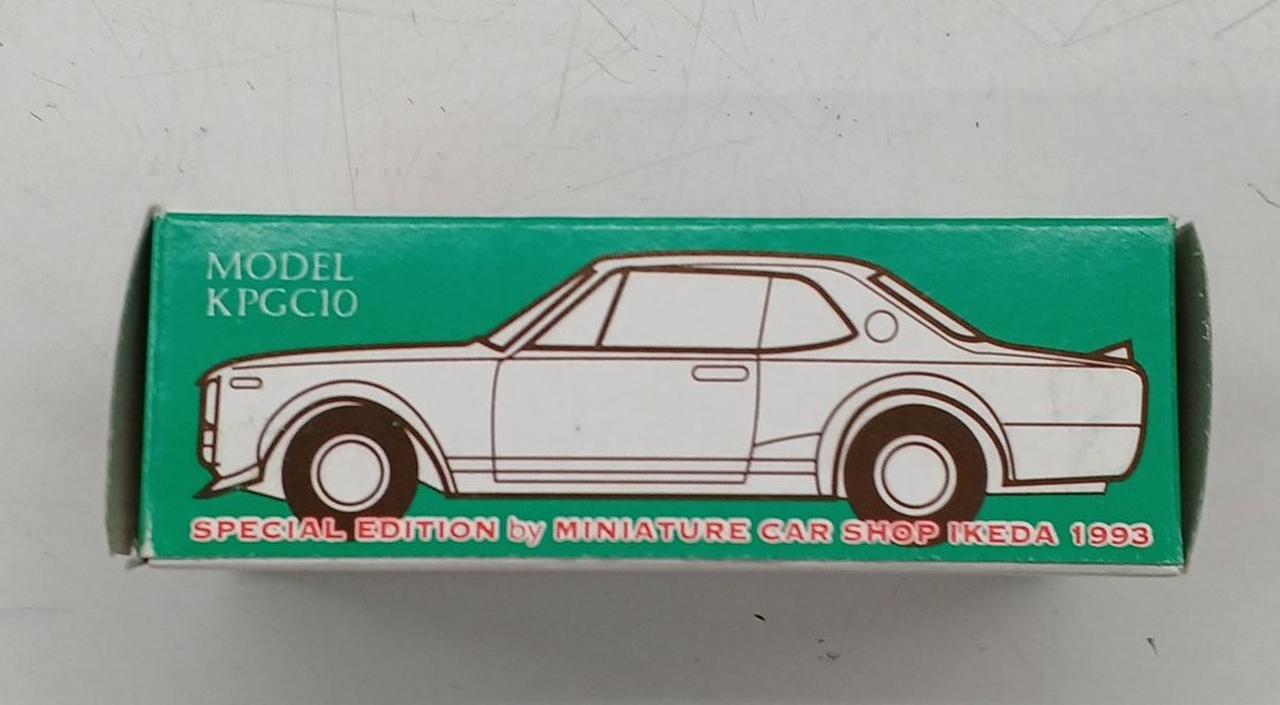 MODEL
KPGC10
SPECIAL EDITION by MINIATURE CAR SHOP IKEDA 1993